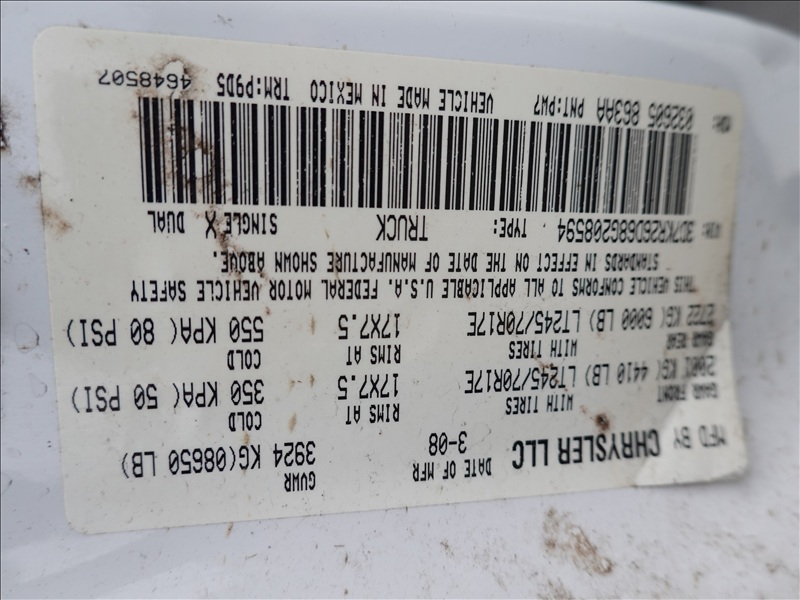 MFD BY CHRYSLER LLC
DATE OF MFR
3-08
GVWR
3924 KG(08650 LB)
GAWR FRONT
2001 KG( 4410 LB)
WITH TIRES
LT245/70R17E
RIMS AT
17X7.5
COLD
350 KPA( 50 PSI)
GAWR REAR
2722 KG( 6000 LB)
WITH TIRES
LT245/70R17E
RIMS AT
17X7.5
COLD
550 KPA( 80 PSI)
THIS VEHICLE CONFORMS TO ALL APPLICABLE U.S.A. FEDERAL MOTOR VEHICLE SAFETY
STANDARDS IN EFFECT ON THE DATE OF MANUFACTURE SHOWN ABOVE.
VIN: 3D7KR26D68G208594 TYPE: TRUCK SINGLE X DUAL
MDH: 032605 863AA PNT:PW7 VEHICLE MADE IN MEXICO TRM:P9D5 4648507